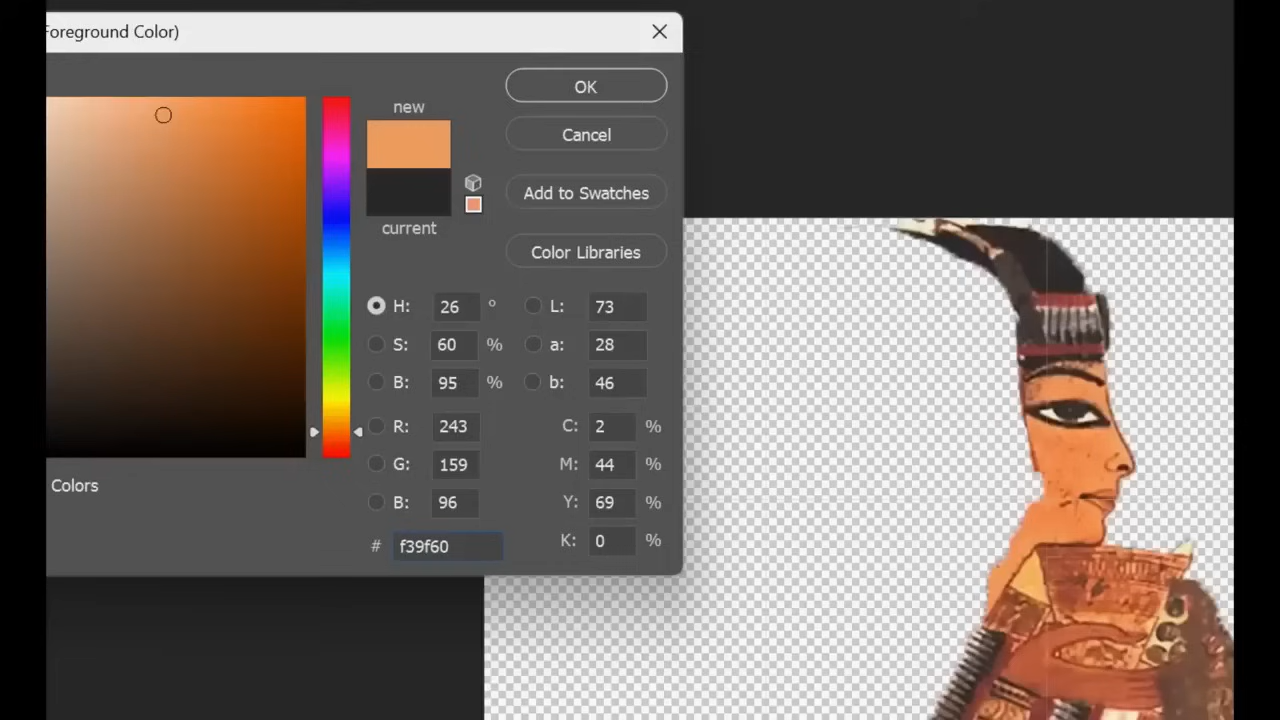 Foreground Color)
new
current
OK
Cancel
Add to Swatches
Color Libraries
H: 26 °
S: 60 %
B: 95 %
R: 243
G: 159
B: 96
# f39f60
L: 73
a: 28
b: 46
C: 2 %
M: 44 %
Y: 69 %
K: 0 %
Colors